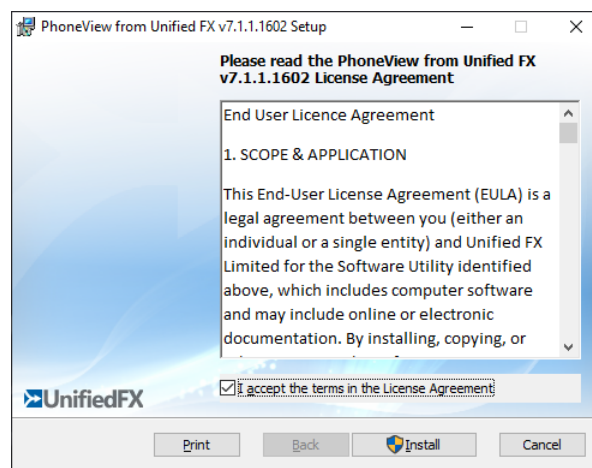 PhoneView from Unified FX v7.1.1.1602 Setup
Please read the PhoneView from Unified FX
v7.1.1.1602 License Agreement
End User Licence Agreement
1. SCOPE & APPLICATION
This End-User License Agreement (EULA) is a
legal agreement between you (either an
individual or a single entity) and Unified FX
Limited for the Software Utility identified
above, which includes computer software
and may include online or electronic
documentation. By installing, copying, or
I accept the terms in the License Agreement
UnifiedFX
Print
Back
Install
Cancel